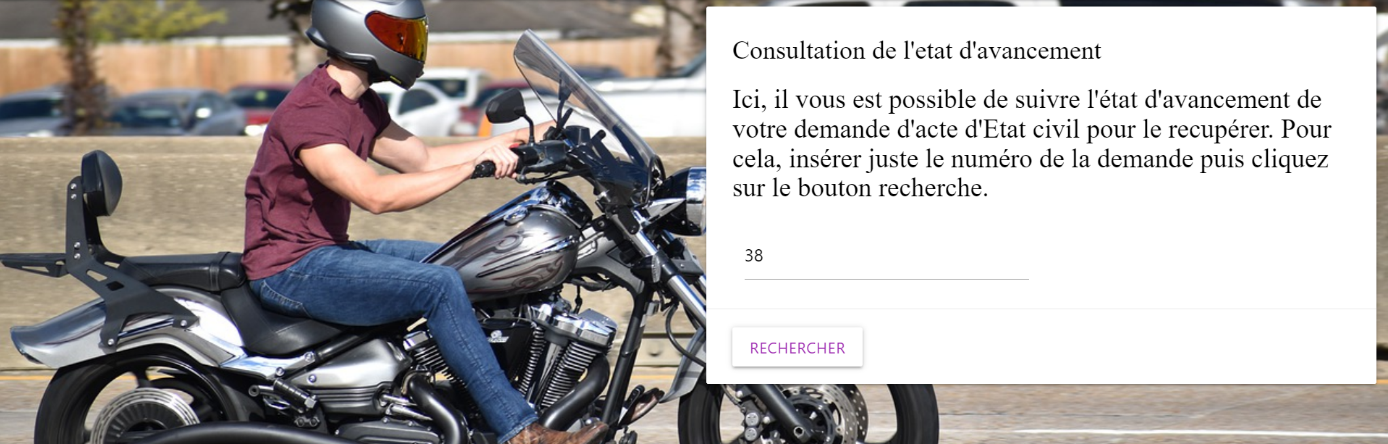 Consultation de l'etat d'avancement
Ici, il vous est possible de suivre l'état d'avancement de
votre demande d'acte d'Etat civil pour le recupérer. Pour
cela, insérer juste le numéro de la demande puis cliquez
sur le bouton recherche.
38
RECHERCHER